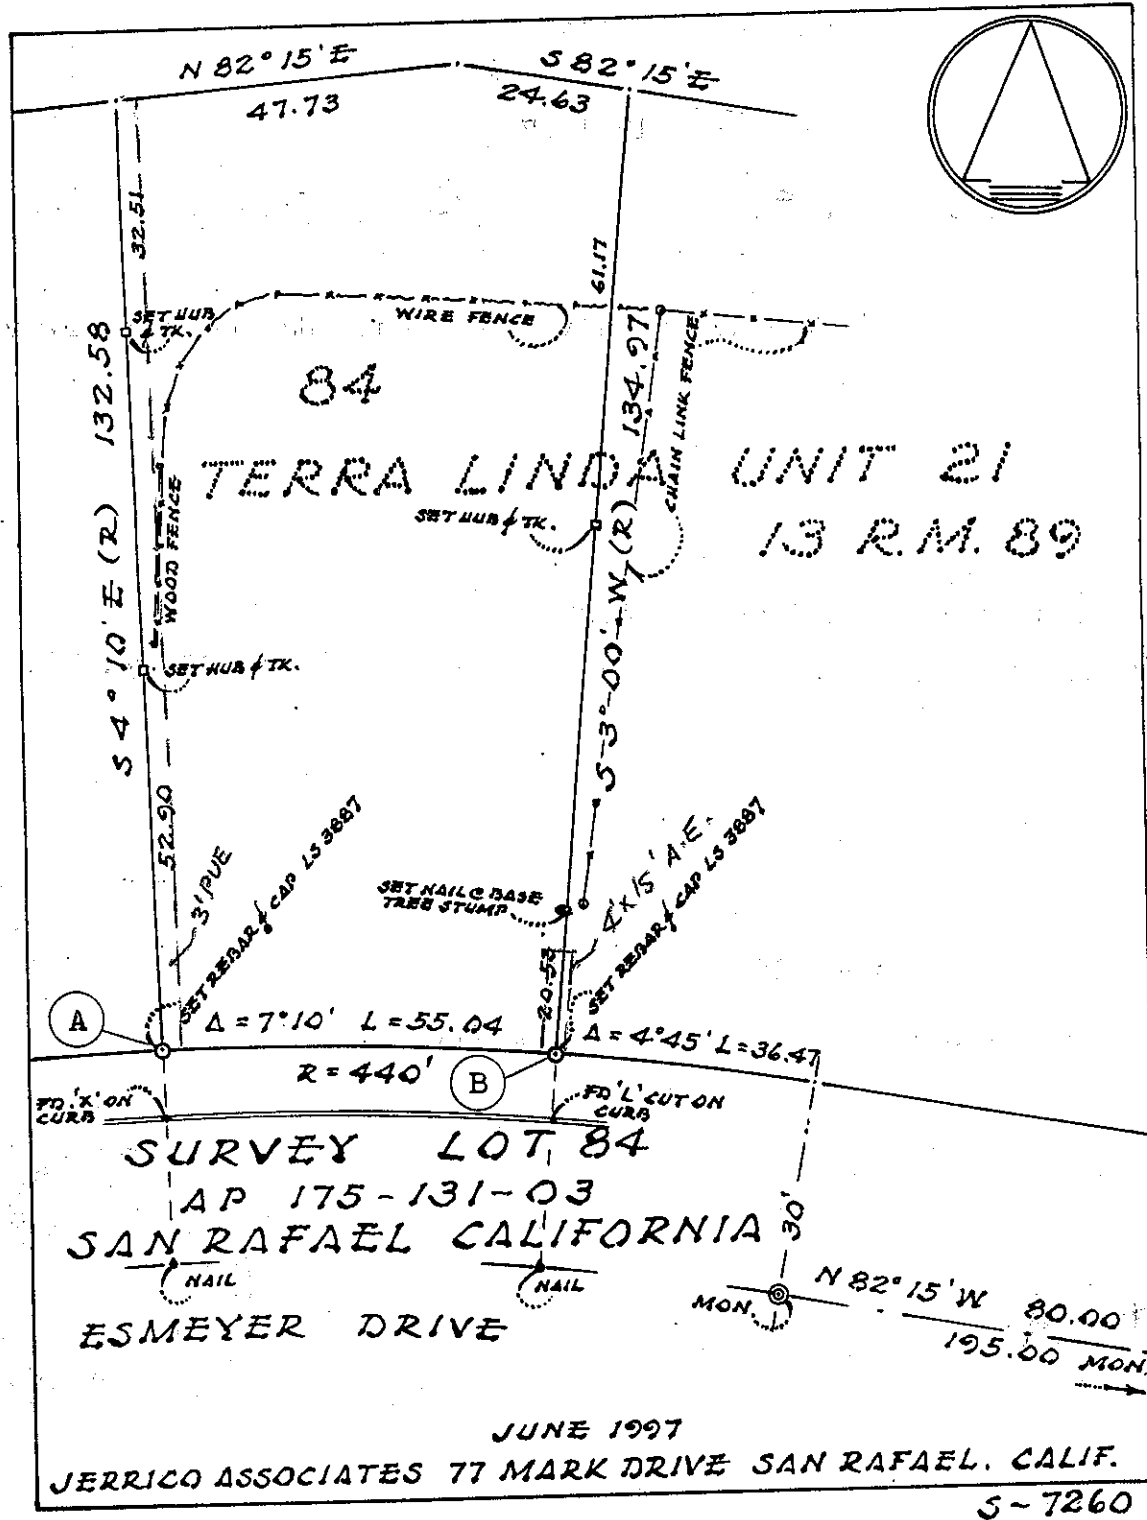 N 82° 15' E
S 82° 15' E
47.73
24.63
32.51
61.17
SET HUB
& TK.
WIRE FENCE
132.58
84
134.97
CHAIN LINK FENCE
TERRA LINDA UNIT 21
13 R.M. 89
SET HUB & TK.
WOOD FENCE
S 4° 10' E (R)
S 3° 00' W (R)
SET HUB & TK.
52.90
3' PUE
SET REBAR & CAP LS 3887
SET NAIL @ BASE
TREE STUMP
4' X 15' A.E.
SET REBAR & CAP LS 3887
20.53
A
Δ = 7° 10' L = 55.04
Δ = 4° 45' L = 36.47
R = 440'
B
FD. 'X' ON
CURB
FD 'L' CUT ON
CURB
SURVEY LOT 84
AP 175-131-03
SAN RAFAEL CALIFORNIA
30'
NAIL
NAIL
MON.
N 82° 15' W 80.00
195.00 MON.
ESMEYER DRIVE
JUNE 1997
JERRICO ASSOCIATES 77 MARK DRIVE SAN RAFAEL. CALIF.
S-7260